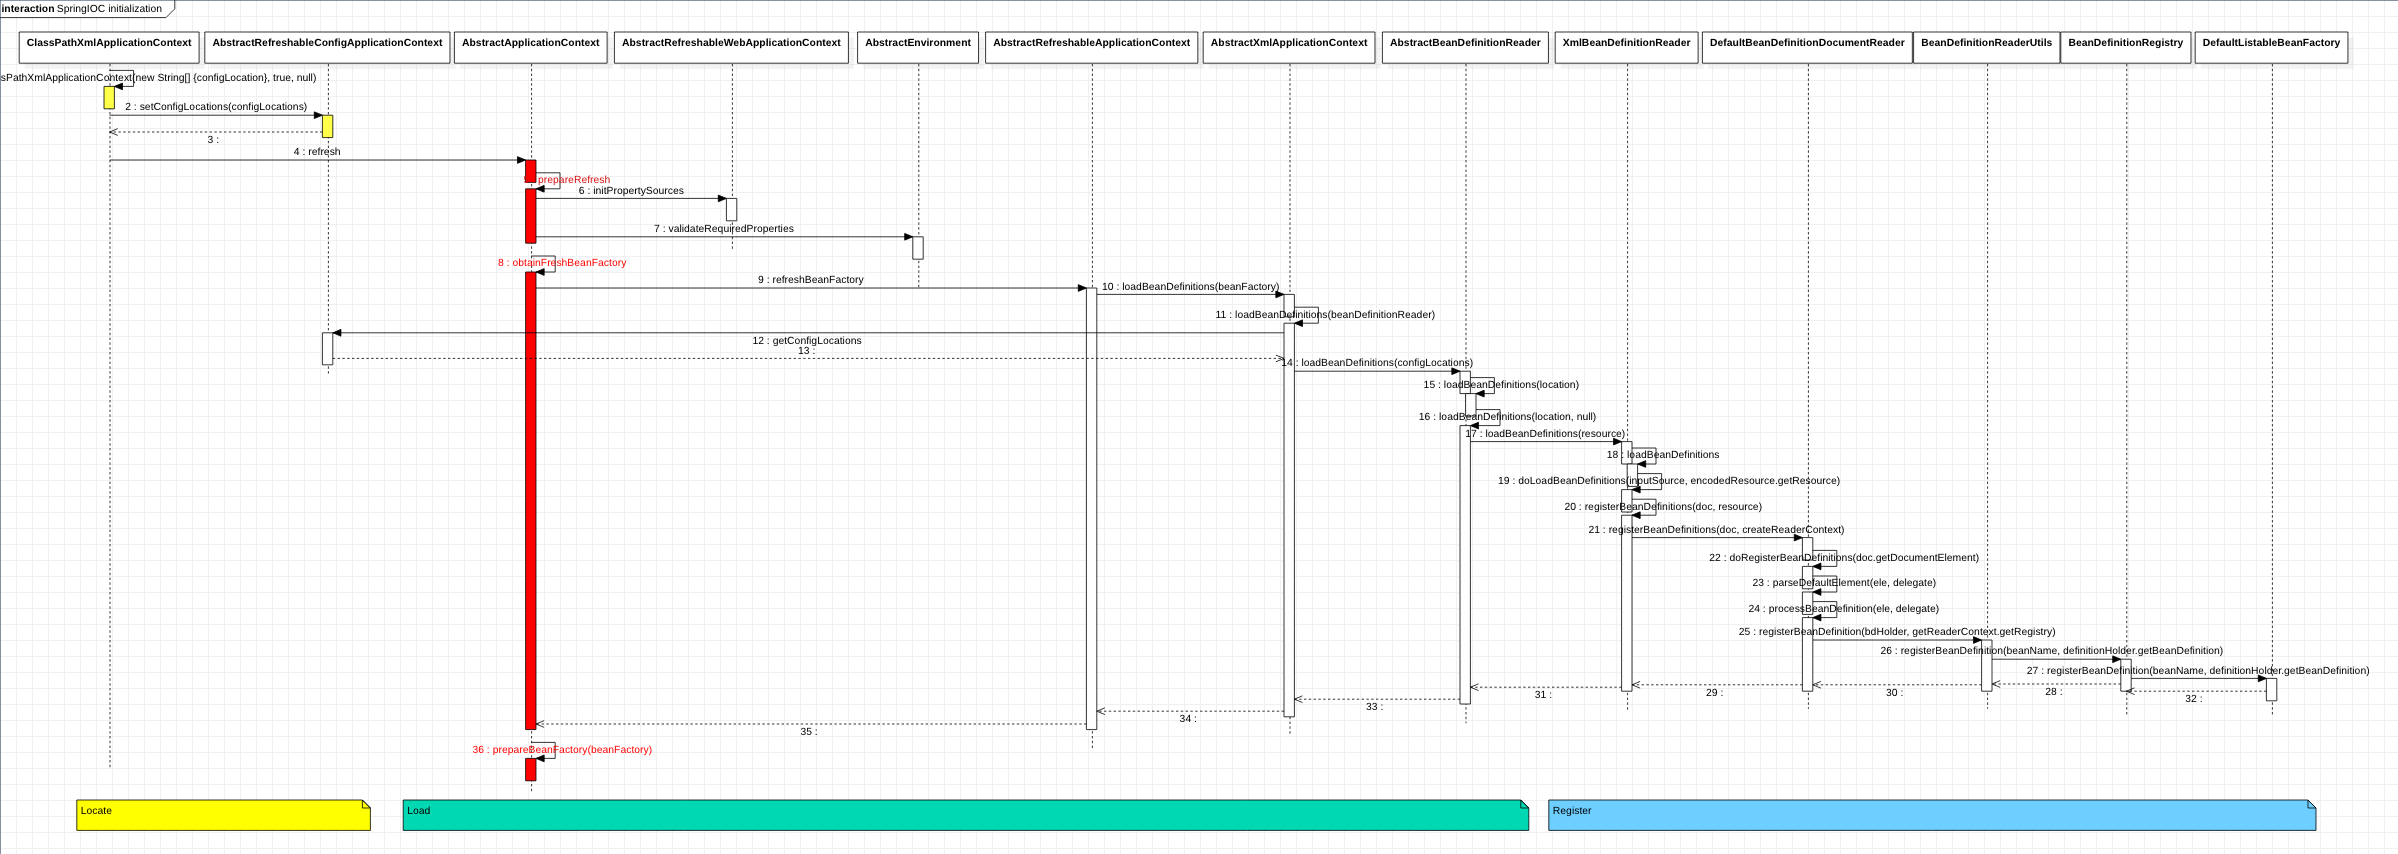 interaction SpringIOC initialization
ClassPathXmlApplicationContext
AbstractRefreshableConfigApplicationContext
AbstractApplicationContext
AbstractRefreshableWebApplicationContext
AbstractEnvironment
AbstractRefreshableApplicationContext
AbstractXmlApplicationContext
AbstractBeanDefinitionReader
XmlBeanDefinitionReader
DefaultBeanDefinitionDocumentReader
BeanDefinitionReaderUtils
BeanDefinitionRegistry
DefaultListableBeanFactory
sPathXmlApplicationContext(new String[] {configLocation}, true, null)
2 : setConfigLocations(configLocations)
3 :
4 : refresh
prepareRefresh
6 : initPropertySources
7 : validateRequiredProperties
8 : obtainFreshBeanFactory
9 : refreshBeanFactory
10 : loadBeanDefinitions(beanFactory)
11 : loadBeanDefinitions(beanDefinitionReader)
12 : getConfigLocations
13 :
14 : loadBeanDefinitions(configLocations)
15 : loadBeanDefinitions(location)
16 : loadBeanDefinitions(location, null)
17 : loadBeanDefinitions(resource)
18 : loadBeanDefinitions
19 : doLoadBeanDefinitions(inputSource, encodedResource.getResource)
20 : registerBeanDefinitions(doc, resource)
21 : registerBeanDefinitions(doc, createReaderContext)
22 : doRegisterBeanDefinitions(doc.getDocumentElement)
23 : parseDefaultElement(ele, delegate)
24 : processBeanDefinition(ele, delegate)
25 : registerBeanDefinition(bdHolder, getReaderContext.getRegistry)
26 : registerBeanDefinition(beanName, definitionHolder.getBeanDefinition)
27 : registerBeanDefinition(beanName, definitionHolder.getBeanDefinition)
28 :
29 :
30 :
31 :
32 :
33 :
34 :
35 :
36 : prepareBeanFactory(beanFactory)
Locate
Load
Register